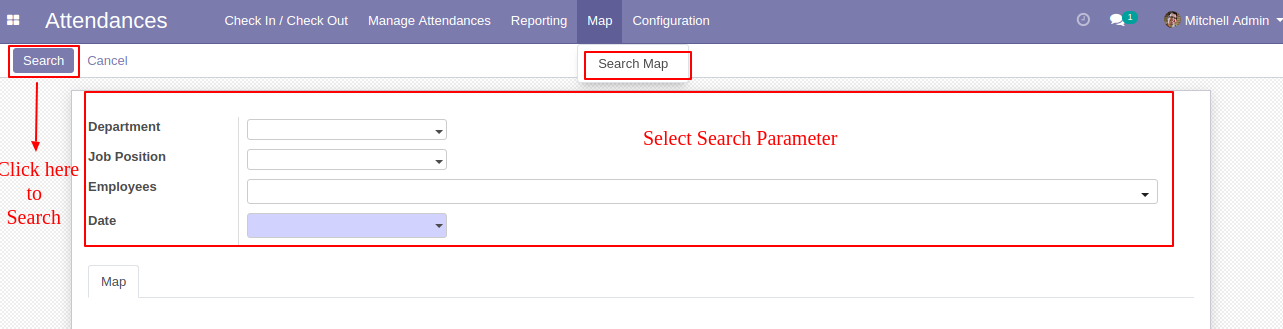 Attendances
Check In / Check Out
Manage Attendances
Reporting
Map
Configuration
1
Mitchell Admin
Search
Cancel
Search Map
Department
Job Position
Employees
Date
Select Search Parameter
Click here
to
Search
Map